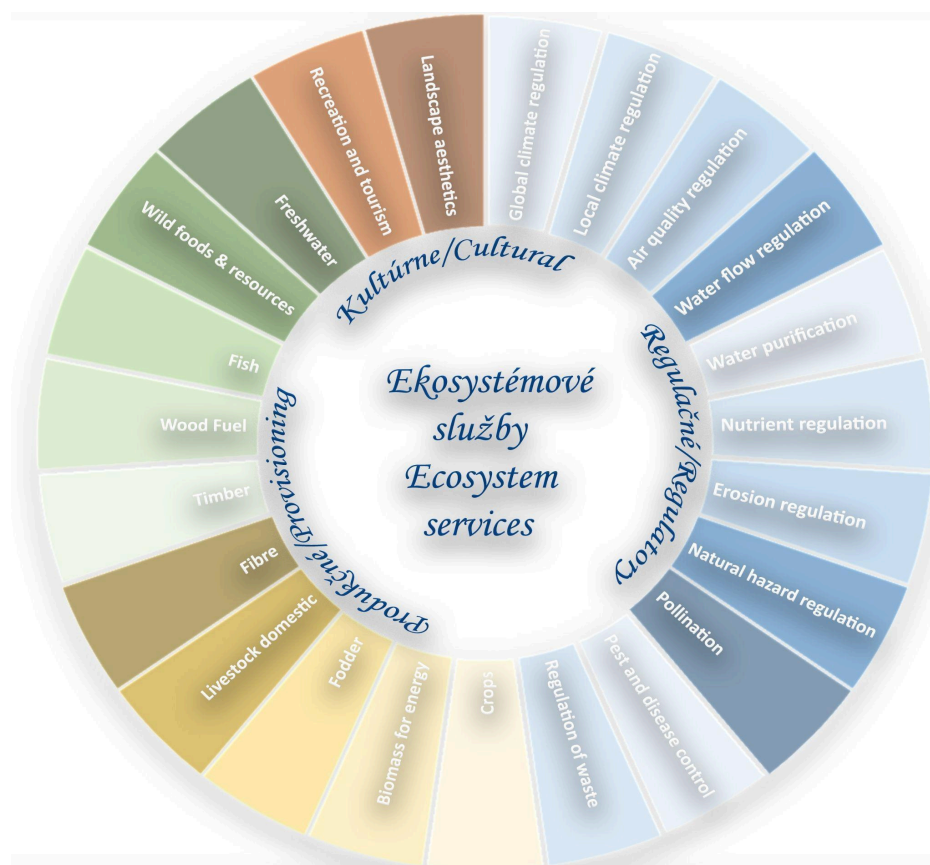 Ekosystémové
služby
Ecosystem
services
Kultúrne/Cultural
Regulačné/Regulatory
Produkčné/Provisioning
Global climate regulation
Local climate regulation
Air quality regulation
Water flow regulation
Water purification
Nutrient regulation
Erosion regulation
Natural hazard regulation
Pollination
Pest and disease control
Regulation of
waste
Crops
Biomass for energy
Fodder
Livestock domestic
Fibre
Timber
Wood Fuel
Fish
Wild foods & resources
Freshwater
Recreation and
tourism
Landscape
aesthetics